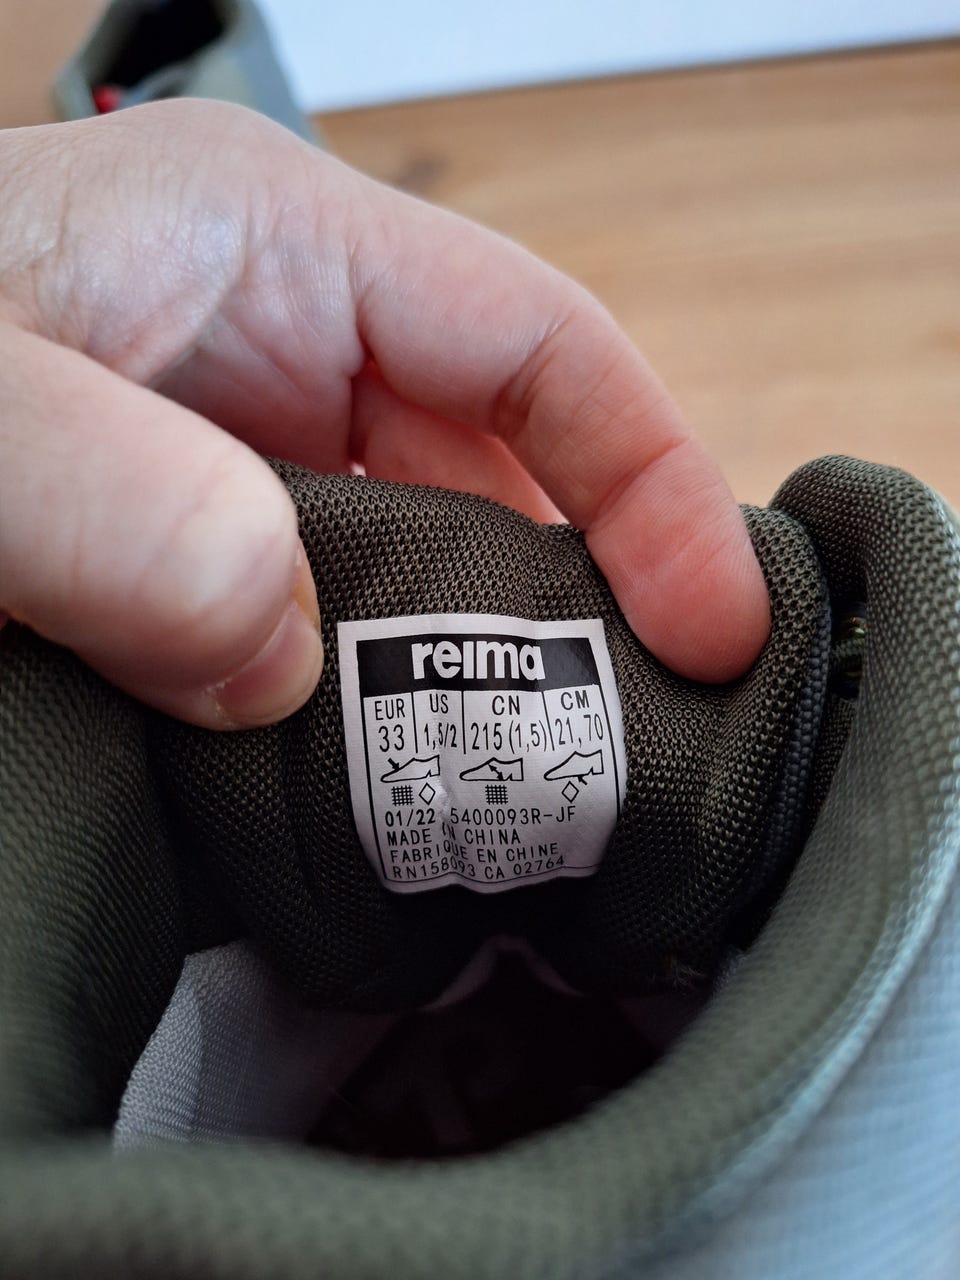 reima
EUR US CN CM
33 1,5/2 215(1,5) 21,70
01/22 5400093R-JF
MADE IN CHINA
FABRIQUE EN CHINE
RN158093 CA 02764